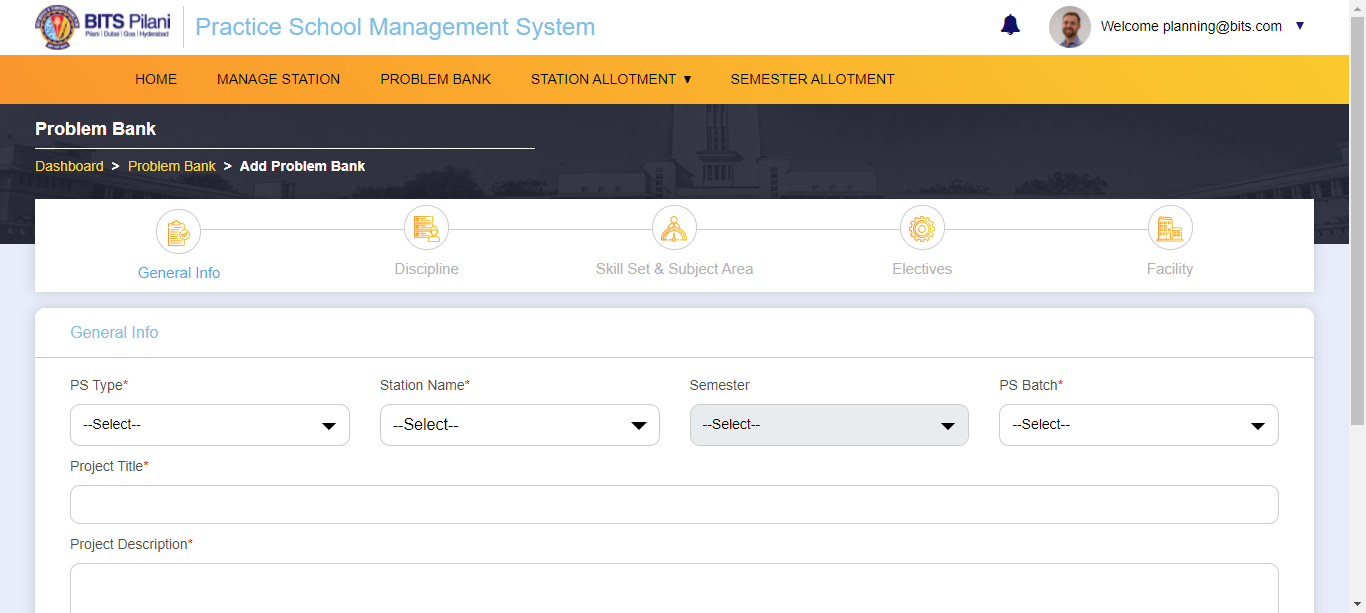 BITS Pilani
Pilani | Dubai | Goa | Hyderabad
Practice School Management System
Welcome planning@bits.com ▼
HOME MANAGE STATION PROBLEM BANK STATION ALLOTMENT ▼ SEMESTER ALLOTMENT
Problem Bank
Dashboard > Problem Bank > Add Problem Bank
General Info Discipline Skill Set & Subject Area Electives Facility
General Info
PS Type* Station Name* Semester PS Batch*
--Select-- --Select-- --Select-- --Select--
Project Title*
Project Description*